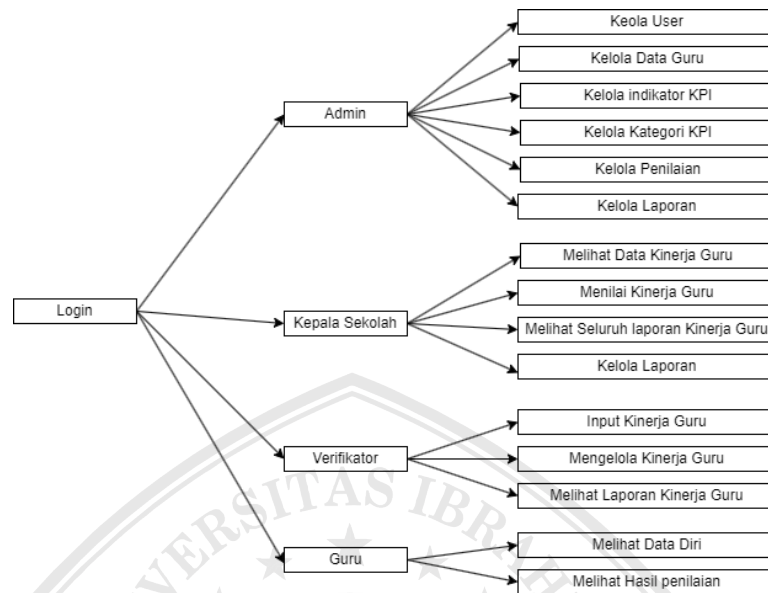 Login
Admin
Keola User
Kelola Data Guru
Kelola indikator KPI
Kelola Kategori KPI
Kelola Penilaian
Kelola Laporan
Kepala Sekolah
Melihat Data Kinerja Guru
Menilai Kinerja Guru
Melihat Seluruh laporan Kinerja Guru
Kelola Laporan
Verifikator
Input Kinerja Guru
Mengelola Kinerja Guru
Melihat Laporan Kinerja Guru
Guru
Melihat Data Diri
Melihat Hasil penilaian